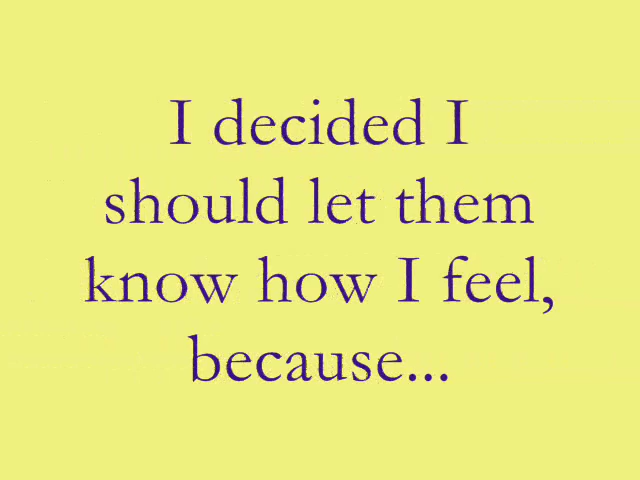 I decided I
should let them
know how I feel,
because...